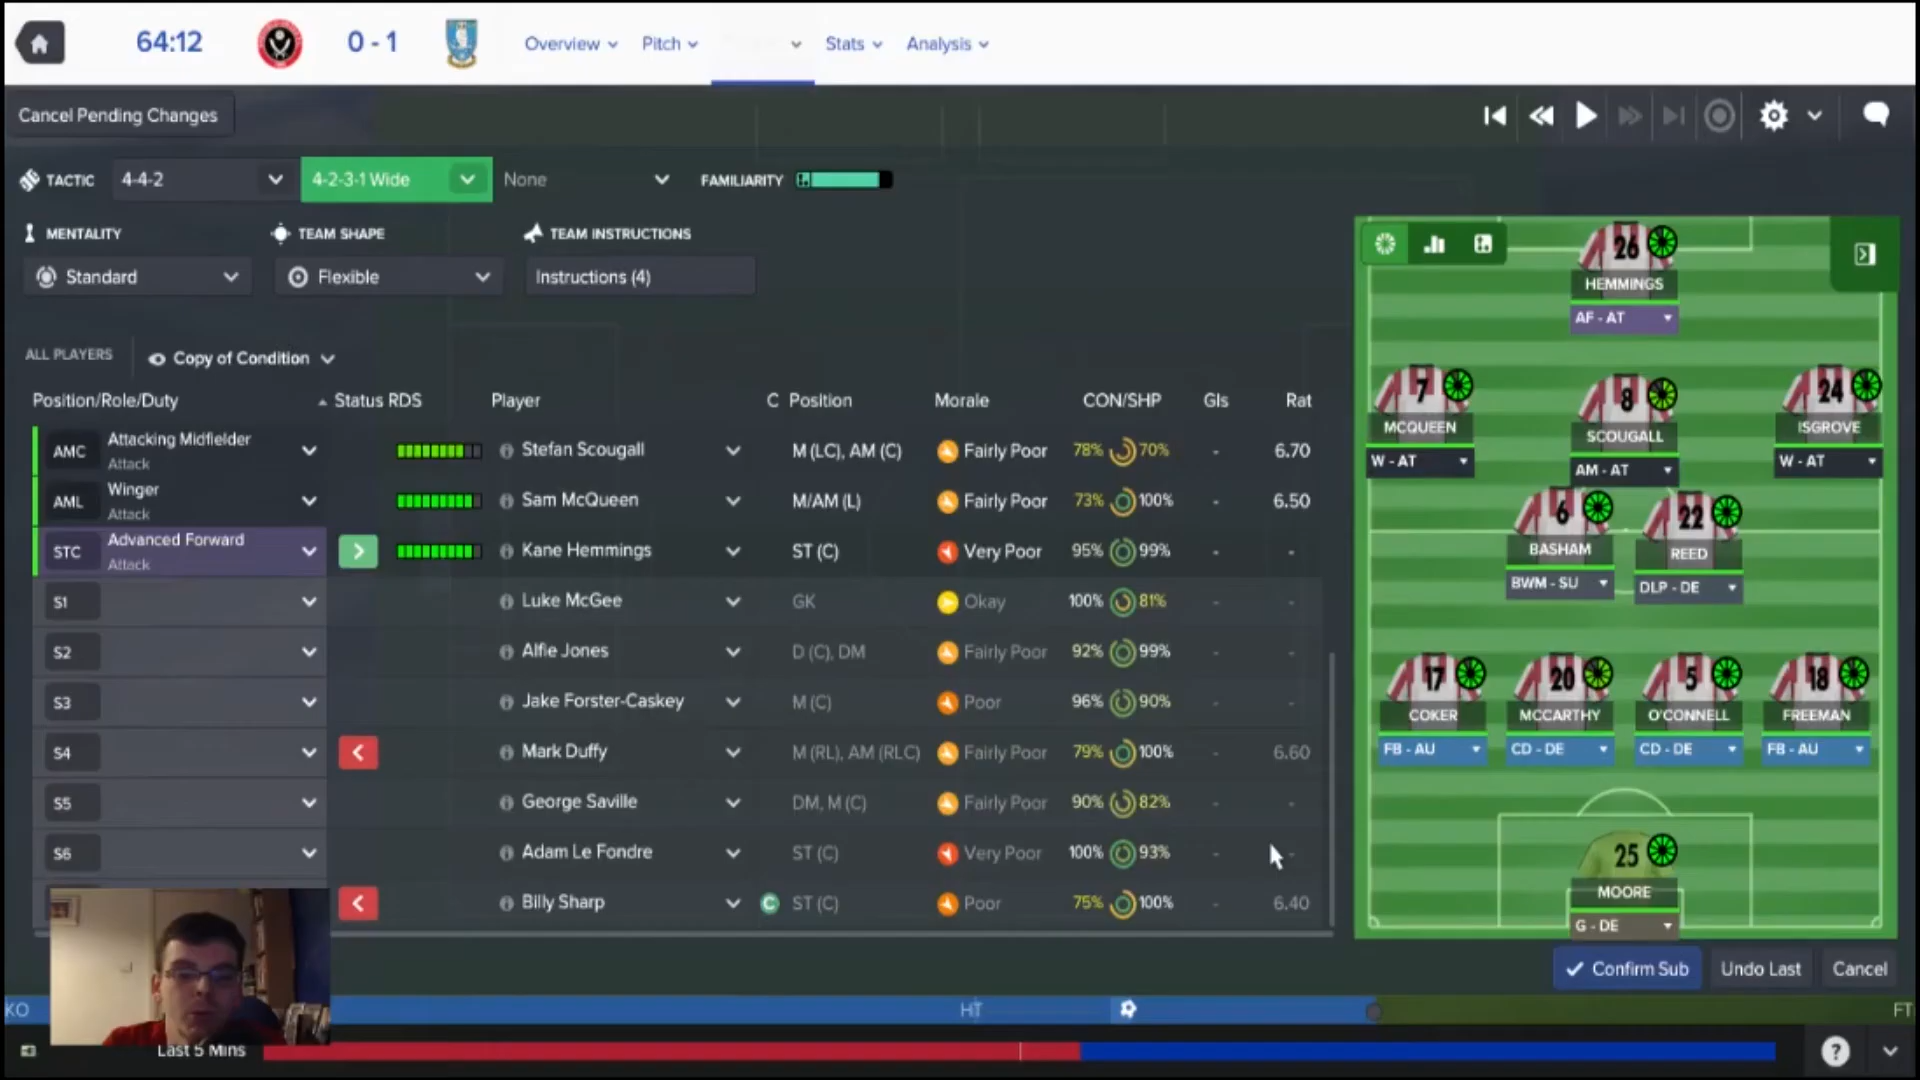 64:12
0 - 1
Overview
Pitch
Stats
Analysis
Cancel Pending Changes
TACTIC
4-4-2
4-2-3-1 Wide
None
FAMILIARITY
MENTALITY
TEAM SHAPE
TEAM INSTRUCTIONS
Standard
Flexible
Instructions (4)
ALL PLAYERS
Copy of Condition
Position/Role/Duty Status RDS Player C Position Morale CON/SHP Gls Rat
AMC Attacking Midfielder Attack Stefan Scougall M (LC), AM (C) Fairly Poor 78% 70% - 6.70
AML Winger Attack Sam McQueen M/AM (L) Fairly Poor 73% 100% - 6.50
STC Advanced Forward Attack Kane Hemmings ST (C) Very Poor 95% 99% - -
S1 Luke McGee GK Okay 100% 81% - -
S2 Alfie Jones D (C), DM Fairly Poor 92% 99% - -
S3 Jake Forster-Caskey M (C) Poor 96% 90% - -
S4 Mark Duffy M (RL), AM (RLC) Fairly Poor 79% 100% - 6.60
S5 George Saville DM, M (C) Fairly Poor 90% 82% - -
S6 Adam Le Fondre ST (C) Very Poor 100% 93% - -
Billy Sharp C ST (C) Poor 75% 100% - 6.40
26
HEMMINGS
AF - AT
7 8 24
MCQUEEN SCOUGALL ISGROVE
W - AT AM - AT W - AT
6 22
BASHAM REED
BWM - SU DLP - DE
17 20 5 18
COKER MCCARTHY O'CONNELL FREEMAN
FB - AU CD - DE CD - DE FB - AU
25
MOORE
G - DE
Confirm Sub
Undo Last
Cancel
KO HT FT
Last 5 Mins
?